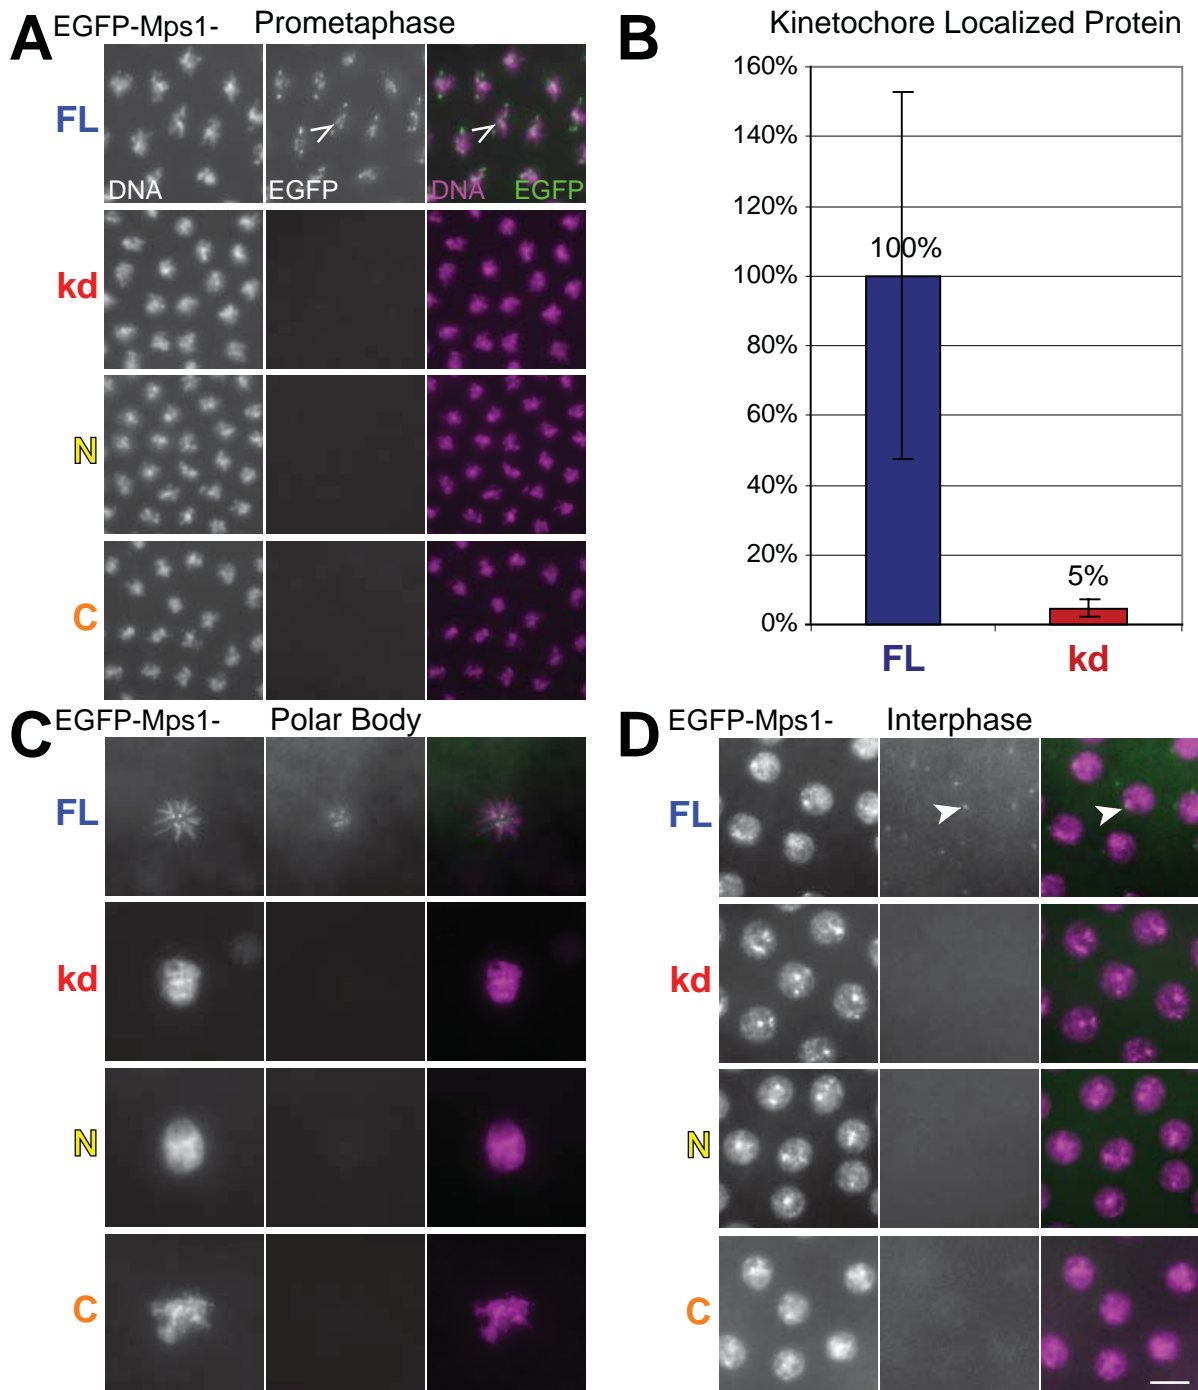 A EGFP-Mps1- Prometaphase
FL
DNA EGFP DNA EGFP
kd
N
C
B Kinetochore Localized Protein
160%
140%
120%
100%
80%
60%
40%
20%
0%
100%
5%
FL kd
C EGFP-Mps1- Polar Body
FL
kd
N
C
D EGFP-Mps1- Interphase
FL
kd
N
C